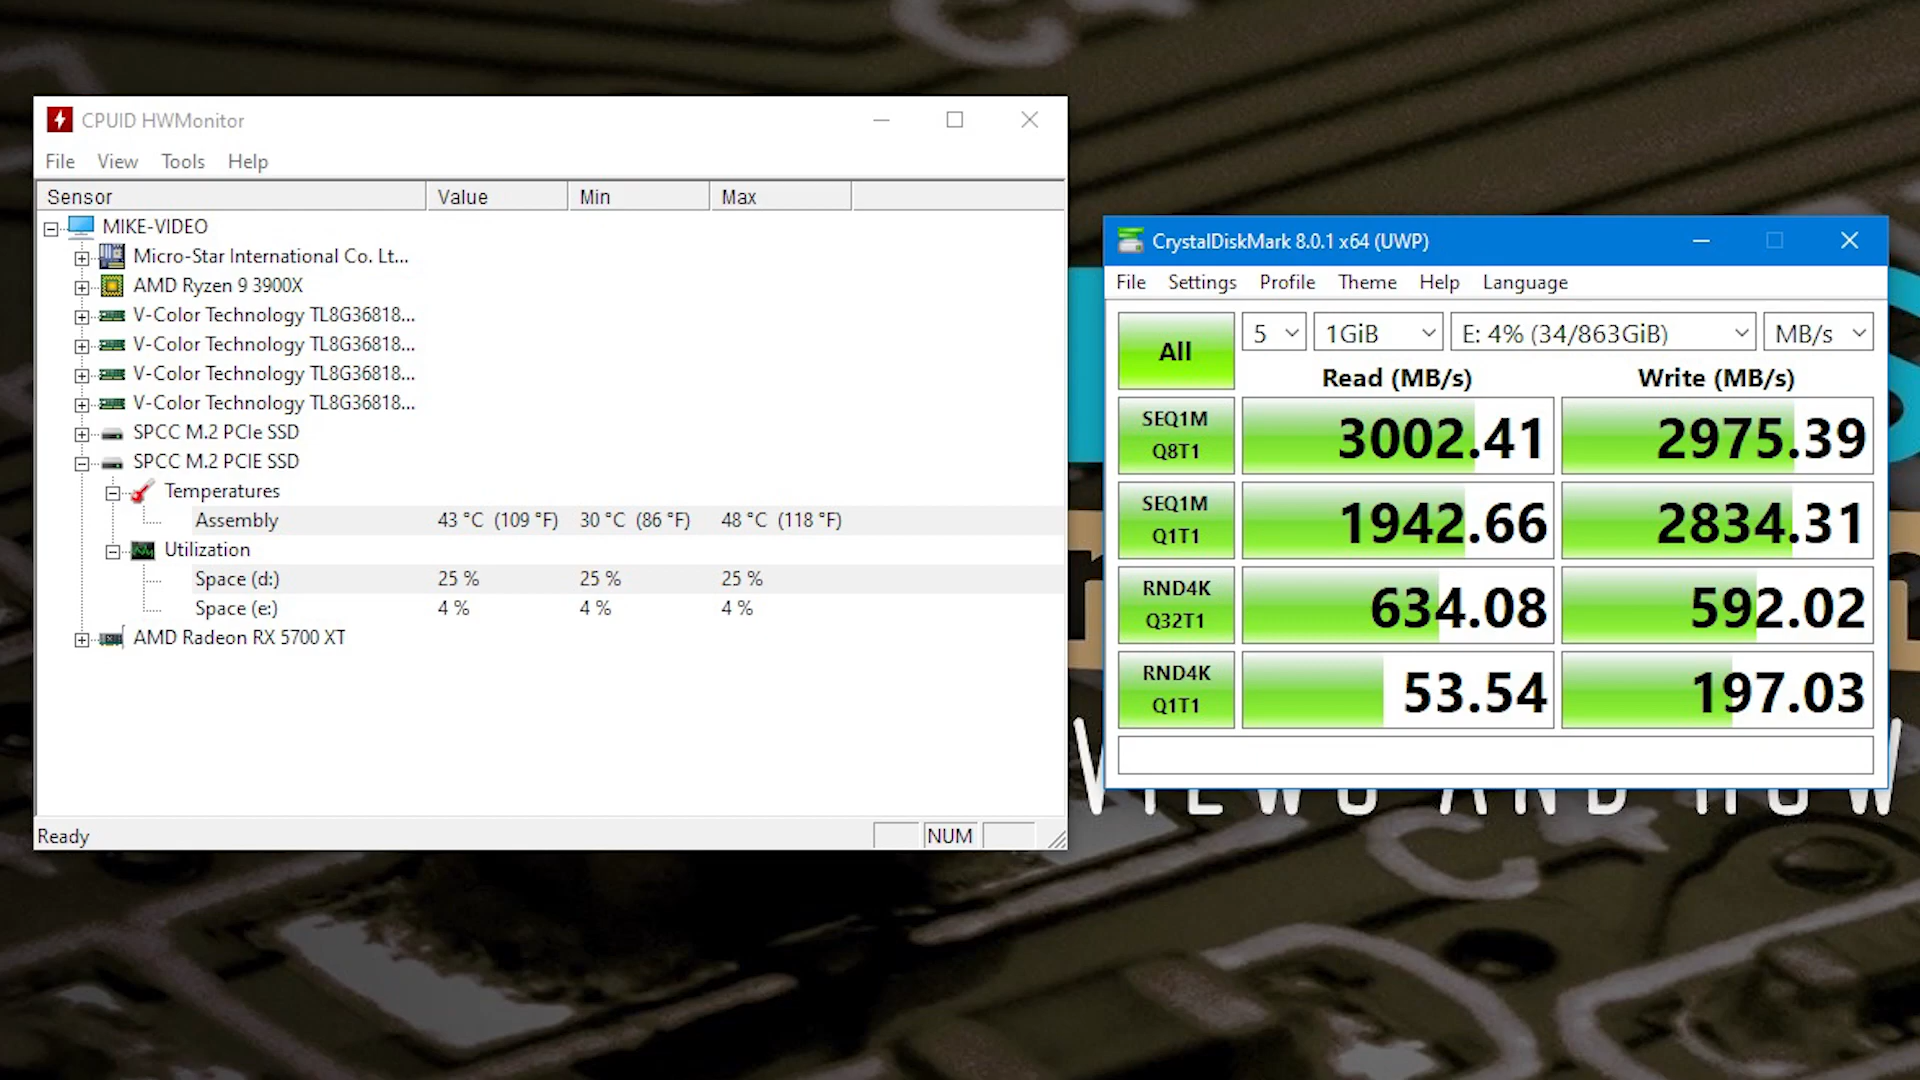 CPUID HWMonitor
File View Tools Help
Sensor Value Min Max
MIKE-VIDEO
Micro-Star International Co. Lt...
AMD Ryzen 9 3900X
V-Color Technology TL8G36818...
V-Color Technology TL8G36818...
V-Color Technology TL8G36818...
V-Color Technology TL8G36818...
SPCC M.2 PCIe SSD
SPCC M.2 PCIE SSD
Temperatures
Assembly 43 °C (109 °F) 30 °C (86 °F) 48 °C (118 °F)
Utilization
Space (d:) 25 % 25 % 25 %
Space (e:) 4 % 4 % 4 %
AMD Radeon RX 5700 XT
Ready NUM
CrystalDiskMark 8.0.1 x64 (UWP)
File Settings Profile Theme Help Language
All 5 1GiB E: 4% (34/863GiB) MB/s
Read (MB/s) Write (MB/s)
SEQ1M
Q8T1 3002.41 2975.39
SEQ1M
Q1T1 1942.66 2834.31
RND4K
Q32T1 634.08 592.02
RND4K
Q1T1 53.54 197.03
VIEWS AND HOW